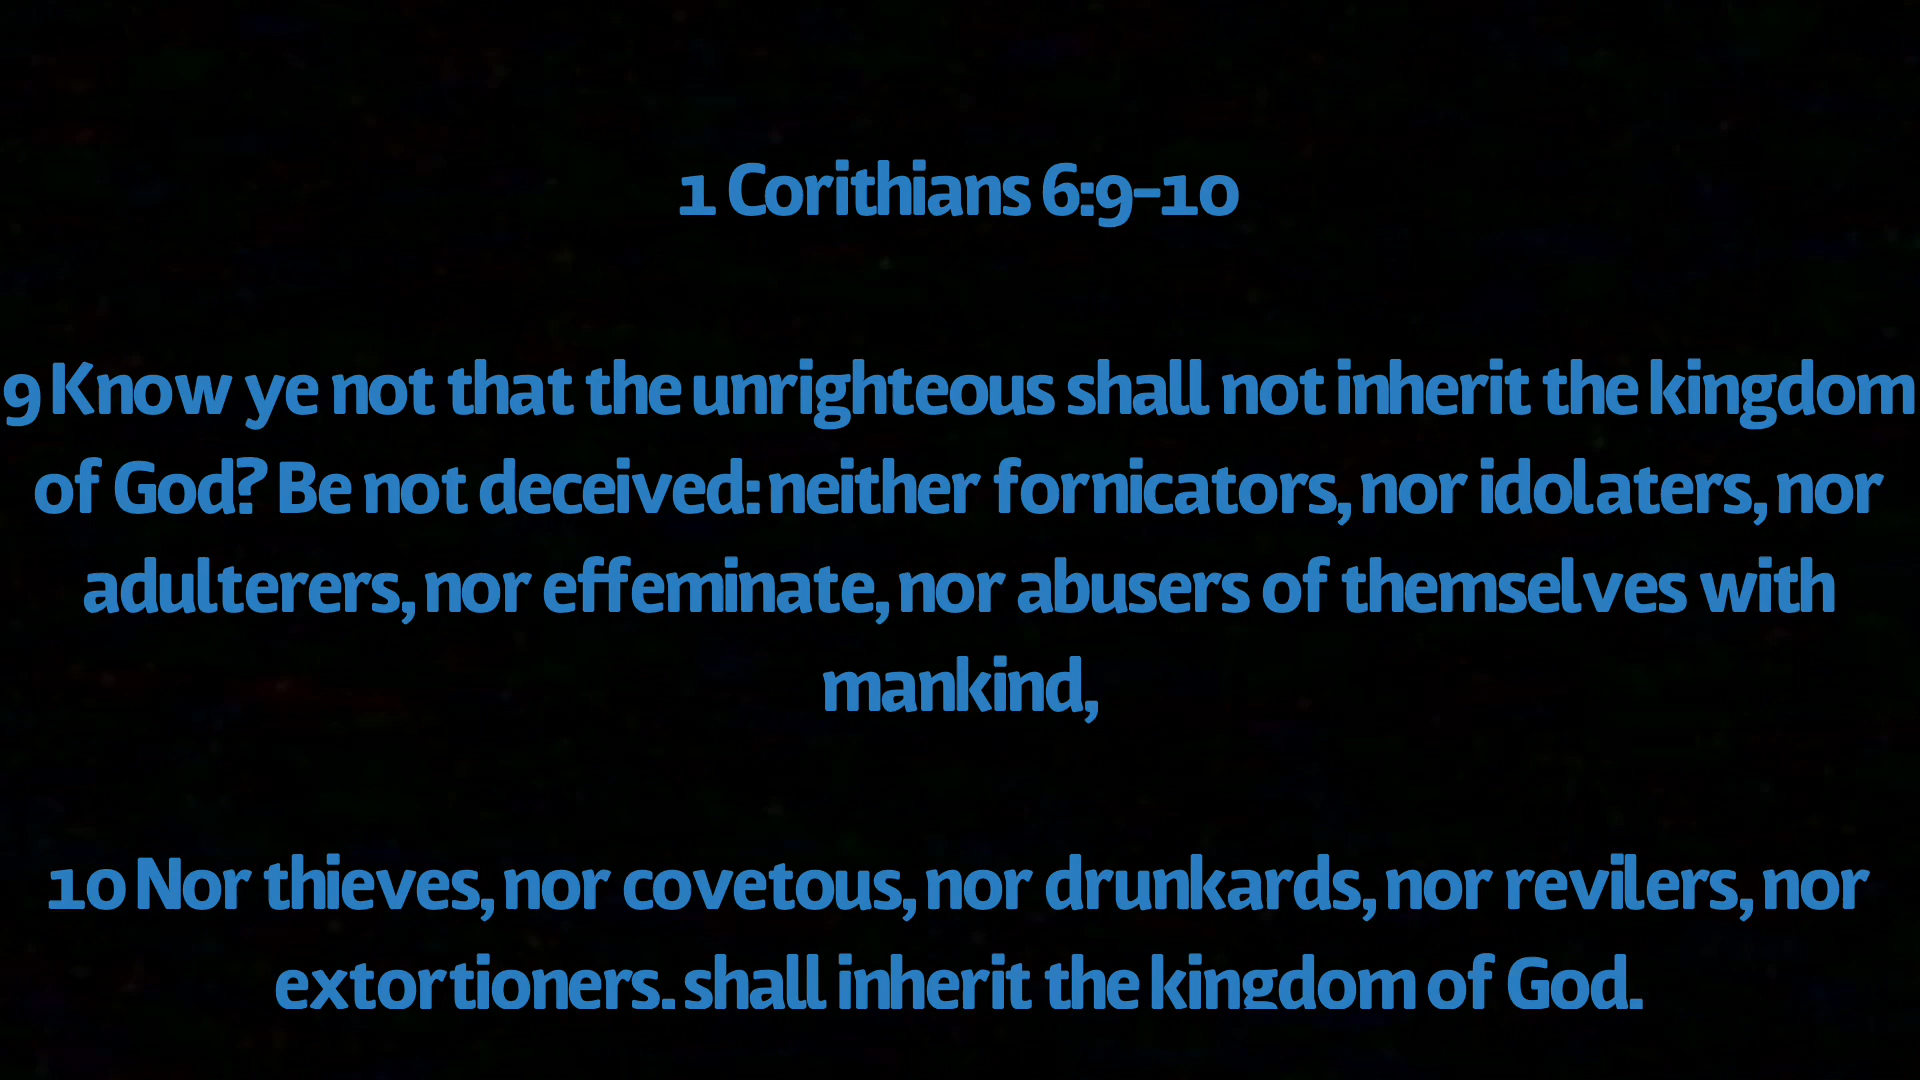 1 Corithians 6:9-10
9 Know ye not that the unrighteous shall not inherit the kingdom
of God? Be not deceived: neither fornicators, nor idolaters, nor
adulterers, nor effeminate, nor abusers of themselves with
mankind,
10 Nor thieves, nor covetous, nor drunkards, nor revilers, nor
extortioners, shall inherit the kingdom of God.